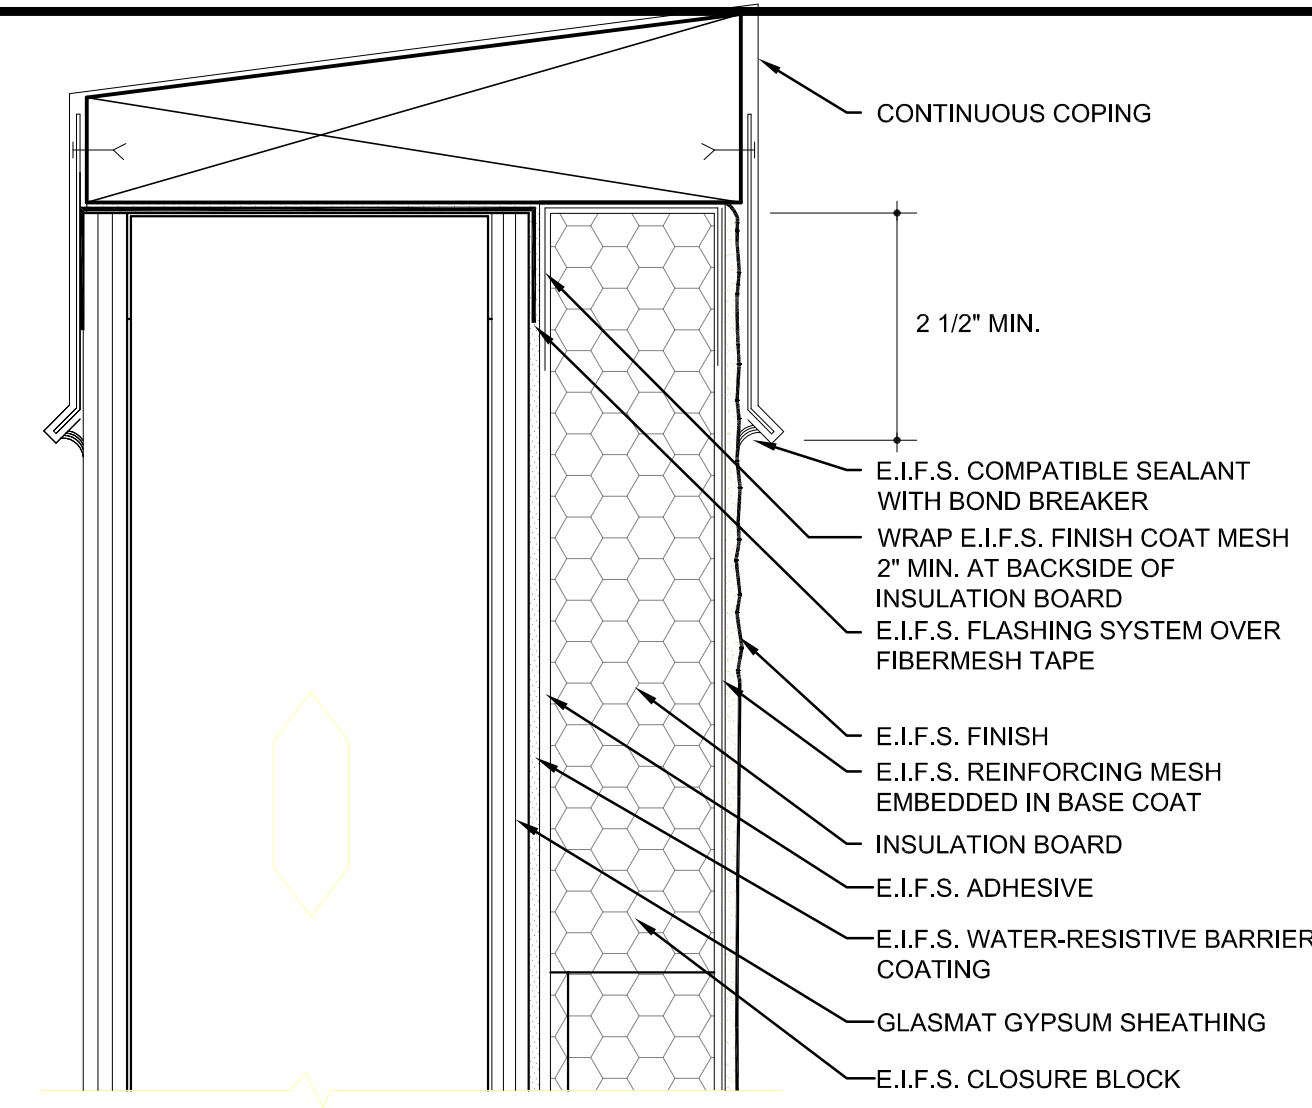 CONTINUOUS COPING
2 1/2" MIN.
E.I.F.S. COMPATIBLE SEALANT
WITH BOND BREAKER
WRAP E.I.F.S. FINISH COAT MESH
2" MIN. AT BACKSIDE OF
INSULATION BOARD
E.I.F.S. FLASHING SYSTEM OVER
FIBERMESH TAPE
E.I.F.S. FINISH
E.I.F.S. REINFORCING MESH
EMBEDDED IN BASE COAT
INSULATION BOARD
E.I.F.S. ADHESIVE
E.I.F.S. WATER-RESISTIVE BARRIER
COATING
GLASMAT GYPSUM SHEATHING
E.I.F.S. CLOSURE BLOCK